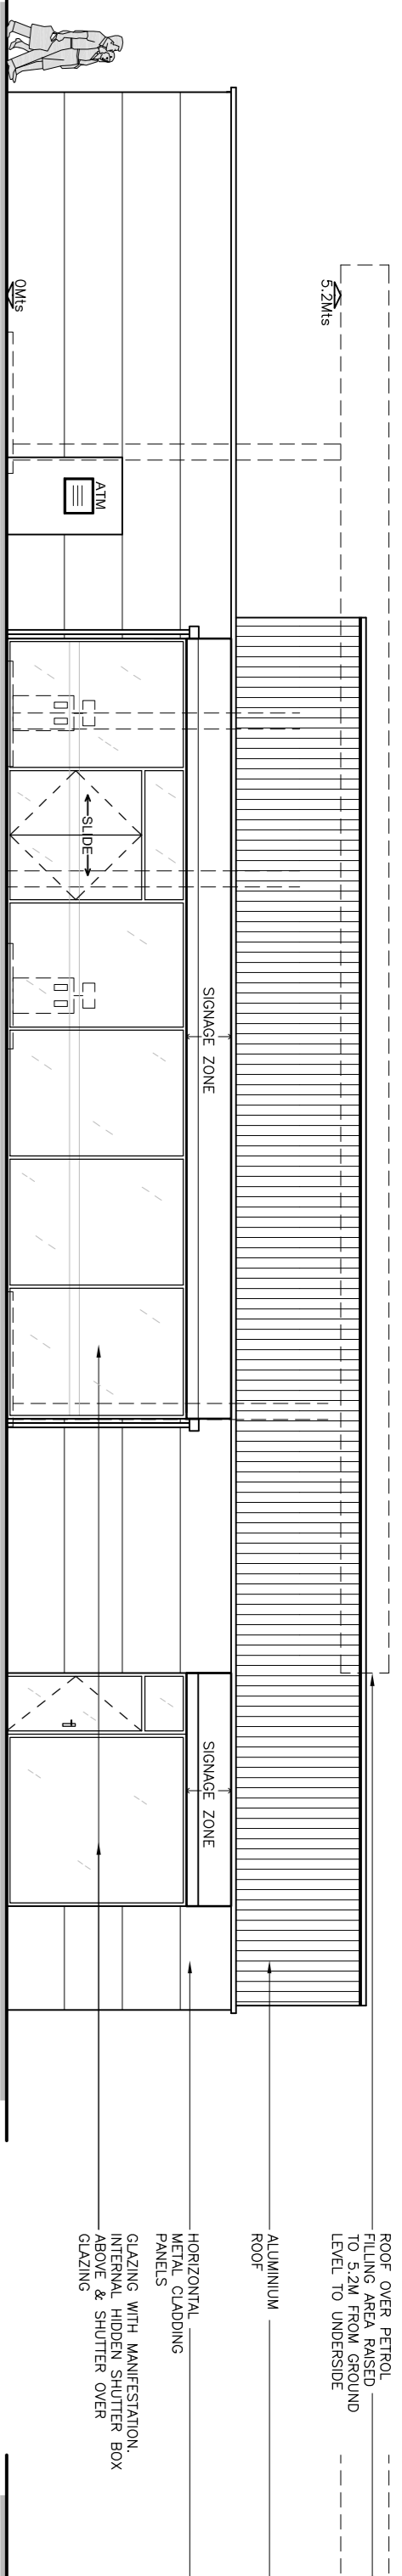 5.2Mts
0Mts
ATM
SLIDE
SIGNAGE ZONE
SIGNAGE ZONE
ROOF OVER PETROL
FILLING AREA RAISED
TO 5.2M FROM GROUND
LEVEL TO UNDERSIDE
ALUMINIUM
ROOF
HORIZONTAL
METAL CLADDING
PANELS
GLAZING WITH MANIFESTATION.
INTERNAL HIDDEN SHUTTER BOX
ABOVE & SHUTTER OVER
GLAZING